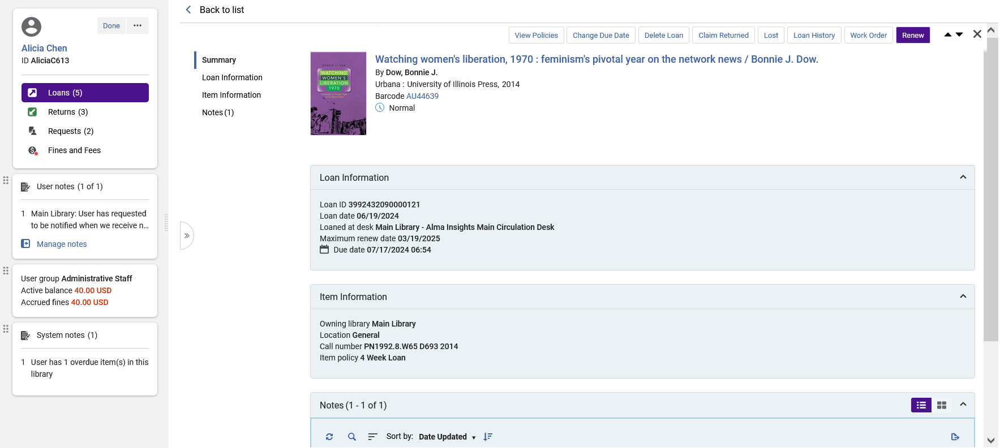 Back to list
Done
Alicia Chen
ID AliciaC613
Loans (5)
Returns (3)
Requests (2)
Fines and Fees
User notes (1 of 1)
1 Main Library: User has requested
to be notified when we receive n...
Manage notes
User group Administrative Staff
Active balance 40.00 USD
Accrued fines 40.00 USD
System notes (1)
1 User has 1 overdue item(s) in this
library
View Policies Change Due Date Delete Loan Claim Returned Lost Loan History Work Order Renew
Summary
Loan Information
Item Information
Notes (1)
WATCHING
WOMEN'S
LIBERATION
1970
Watching women's liberation, 1970 : feminism's pivotal year on the network news / Bonnie J. Dow.
By Dow, Bonnie J.
Urbana : University of Illinois Press, 2014
Barcode AU44639
Normal
Loan Information
Loan ID 3992432090000121
Loan date 06/19/2024
Loaned at desk Main Library - Alma Insights Main Circulation Desk
Maximum renew date 03/19/2025
Due date 07/17/2024 06:54
Item Information
Owning library Main Library
Location General
Call number PN1992.8.W65 D693 2014
Item policy 4 Week Loan
Notes (1 - 1 of 1)
Sort by: Date Updated